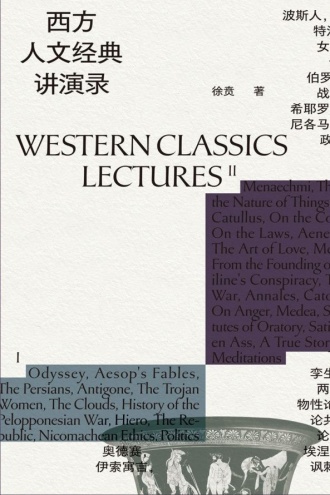 西方
人文经典
讲演录
徐贲 著
波斯人,
女
伯罗
战
希耶罗
尼各马
政
WESTERN CLASSICS
LECTURES II
Menaechmi, Th
the Nature of Things
Catullus, On the Co
On the Laws, Aene
The Art of Love, Me
From the Founding o
iline's Conspiracy, 
War, Annales, Cato
On Anger, Medea, S
tutes of Oratory, Sati
en Ass, A True Stor
Meditations
I
Odyssey, Aesop's Fables,
The Persians, Antigone, The Trojan
Women, The Clouds, History of the
Peloponnesian War, Hiero, The Re-
public, Nicomachean Ethics, Politics
奥德赛
伊索寓言
孪生
两
物性论
论共
论
埃涅
讽刺